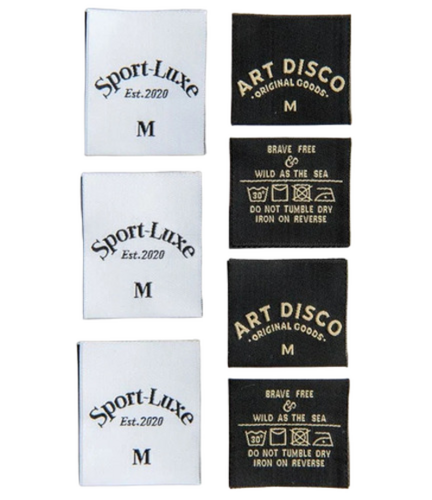 Sport-Luxe
Est.2020
M
Sport-Luxe
Est.2020
M
Sport-Luxe
Est.2020
M
ART DISCO
·ORIGINAL GOODS·
M
BRAVE FREE
&
WILD AS THE SEA
30°
DO NOT TUMBLE DRY
IRON ON REVERSE
ART DISCO
·ORIGINAL GOODS·
M
BRAVE FREE
&
WILD AS THE SEA
30°
DO NOT TUMBLE DRY
IRON ON REVERSE